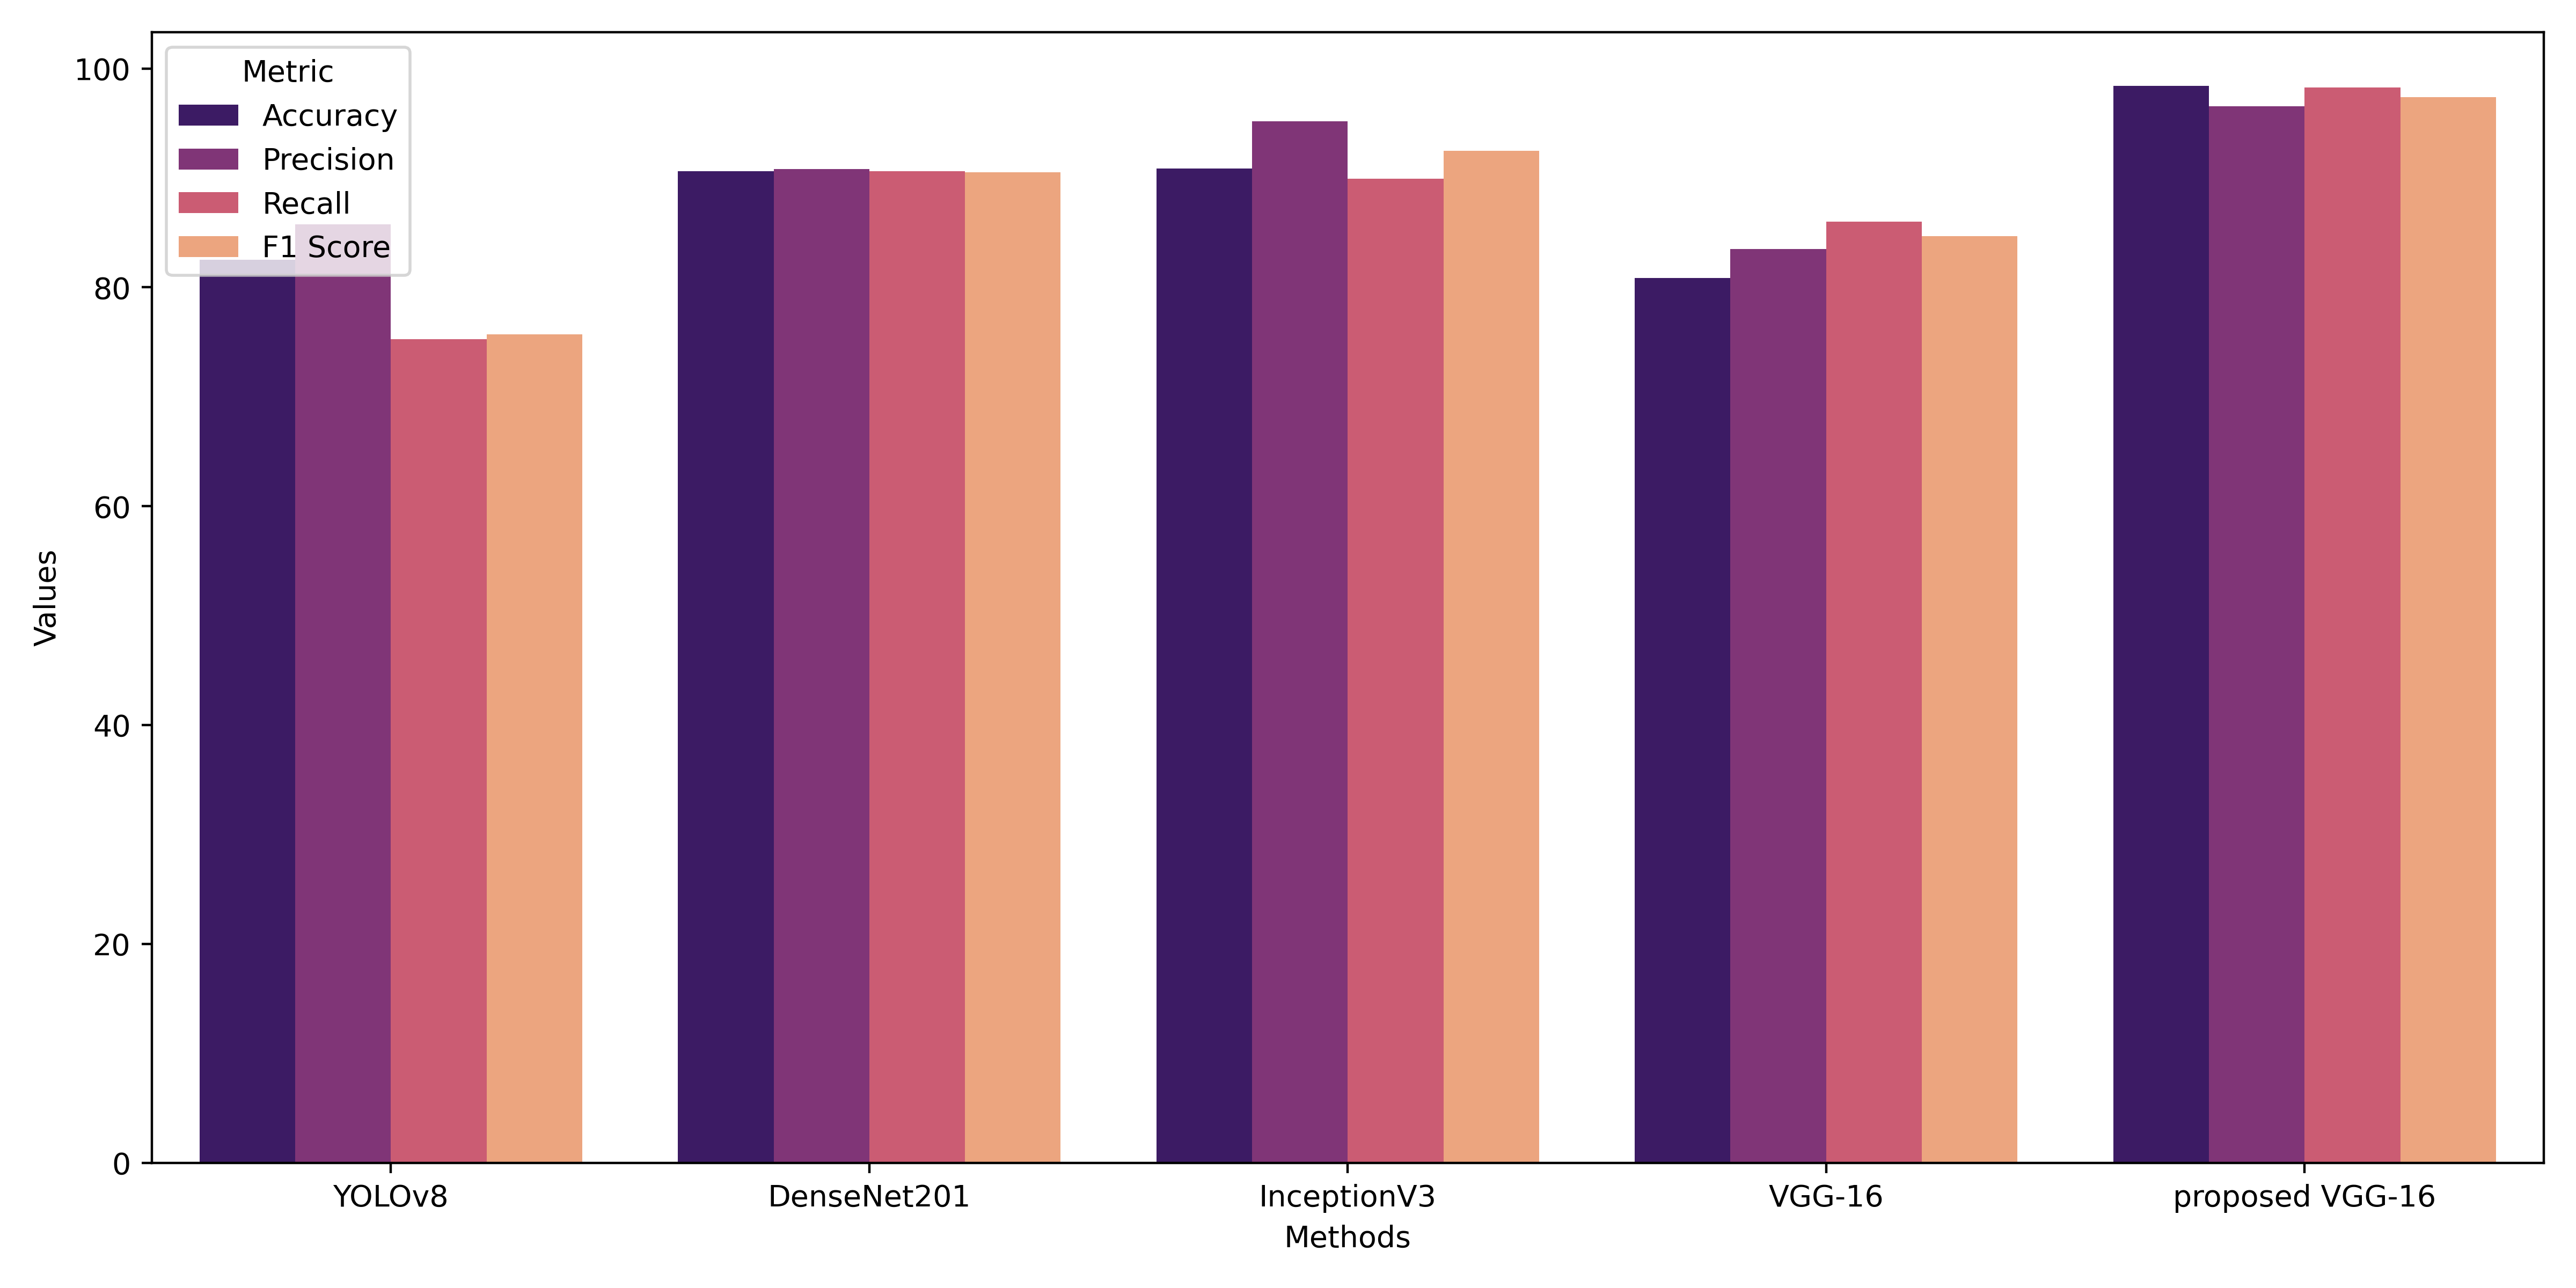 Metric
Accuracy
Precision
Recall
F1 Score
100
80
60
40
20
0
Values
YOLOv8 DenseNet201 InceptionV3 VGG-16 proposed VGG-16
Methods